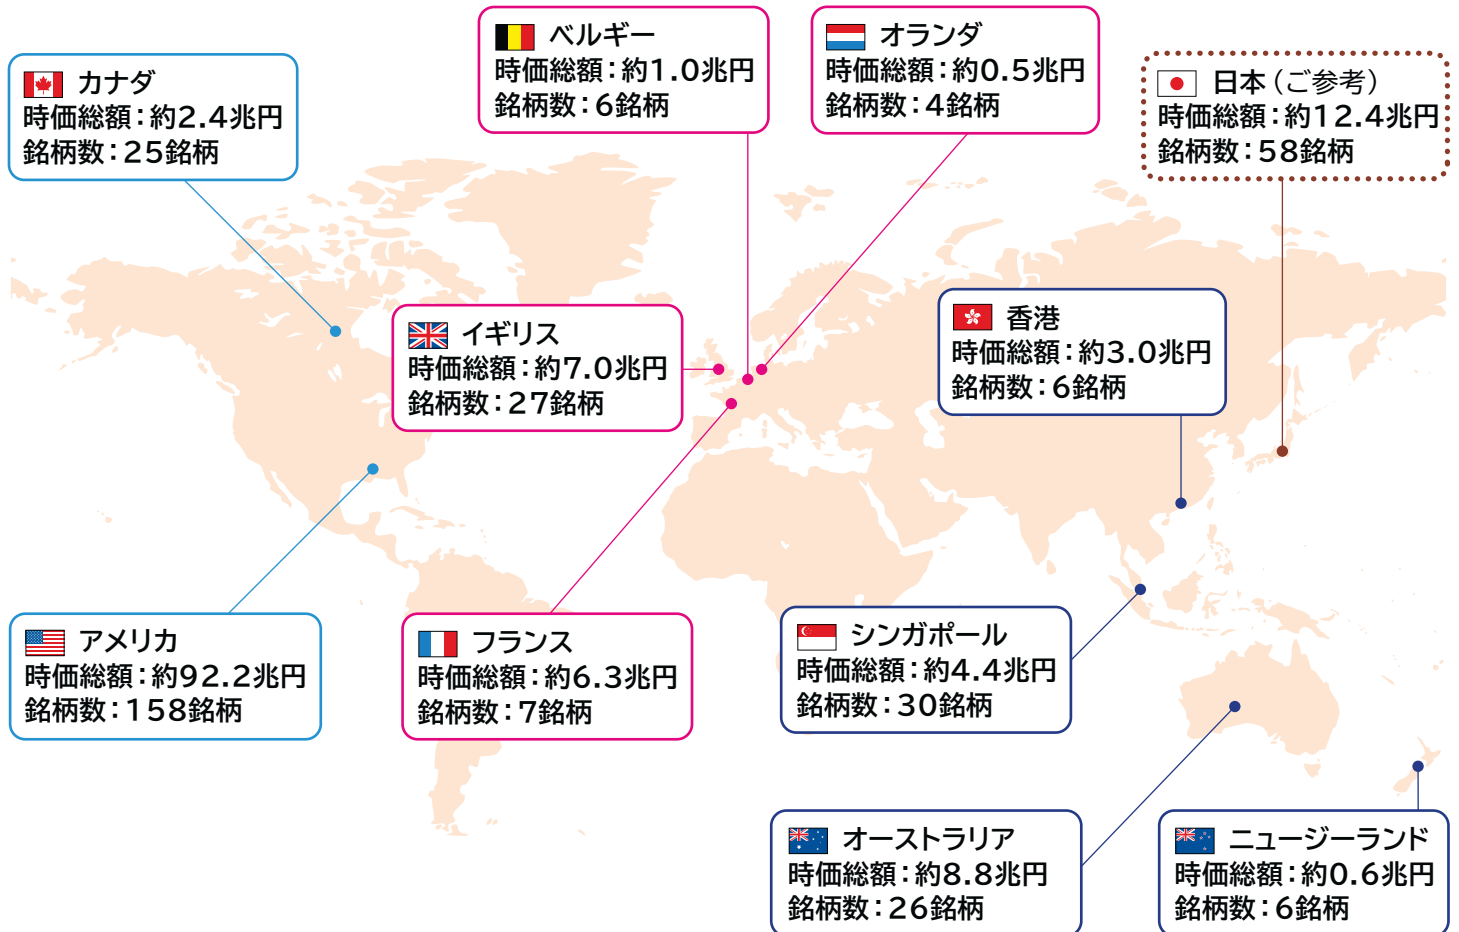 カナダ
時価総額：約2.4兆円
銘柄数：25銘柄
ベルギー
時価総額：約1.0兆円
銘柄数：6銘柄
オランダ
時価総額：約0.5兆円
銘柄数：4銘柄
日本（ご参考）
時価総額：約12.4兆円
銘柄数：58銘柄
イギリス
時価総額：約7.0兆円
銘柄数：27銘柄
香港
時価総額：約3.0兆円
銘柄数：6銘柄
アメリカ
時価総額：約92.2兆円
銘柄数：158銘柄
フランス
時価総額：約6.3兆円
銘柄数：7銘柄
シンガポール
時価総額：約4.4兆円
銘柄数：30銘柄
オーストラリア
時価総額：約8.8兆円
銘柄数：26銘柄
ニュージーランド
時価総額：約0.6兆円
銘柄数：6銘柄